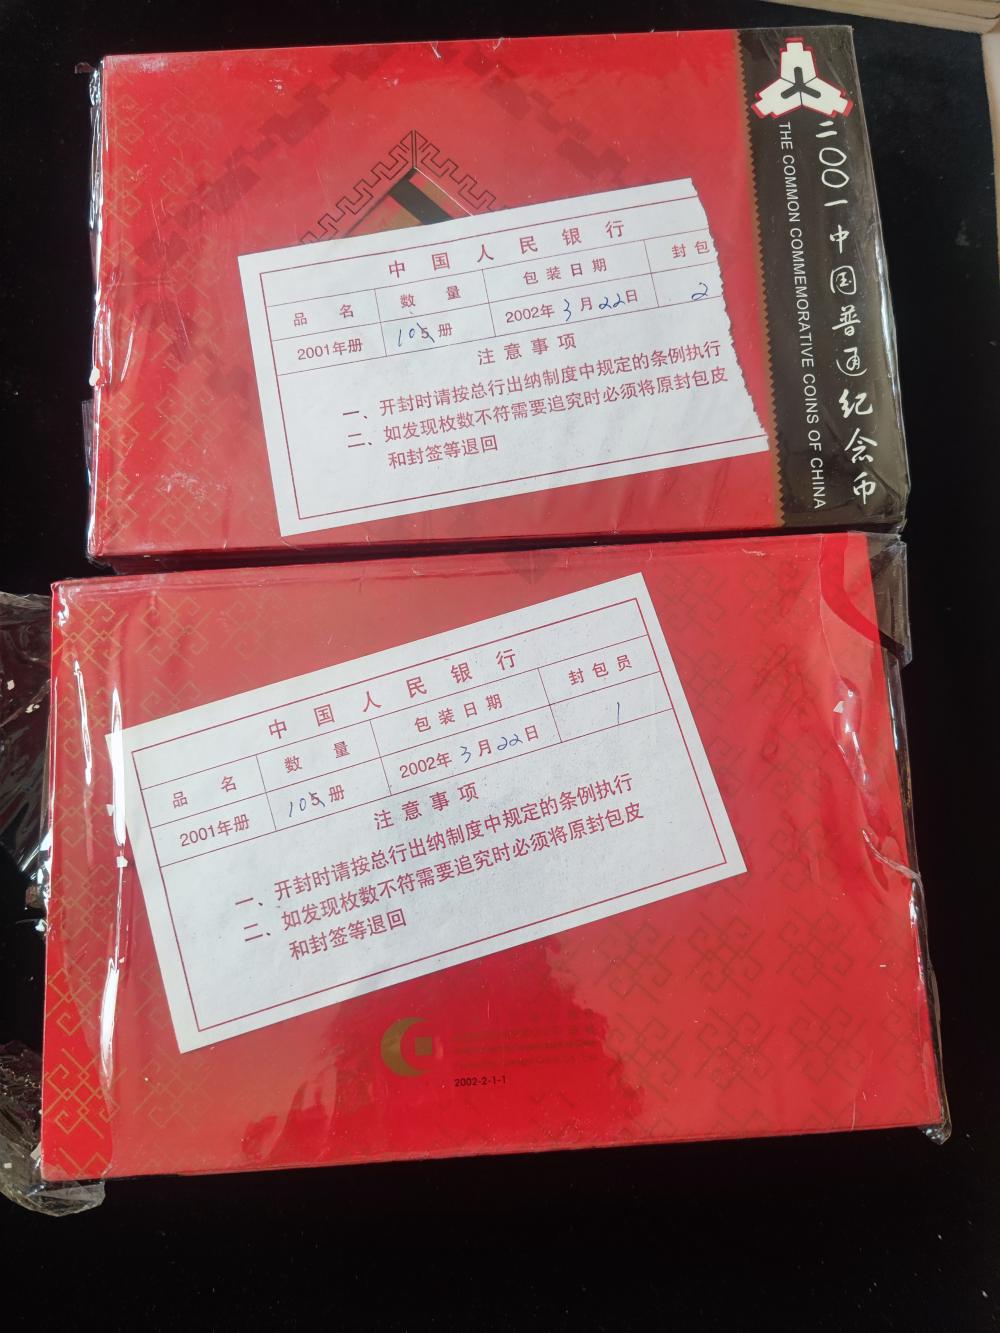 二〇〇一中国普通纪念币
THE COMMON COMMEMORATIVE COINS OF CHINA
中国人民银行
品名 数量 包装日期 封包
2001年册 105册 2002年3月22日 2
注意事项
一、开封时请按总行出纳制度中规定的条例执行
二、如发现枚数不符需要追究时必须将原封包皮
和封签等退回
中国人民银行
品名 数量 包装日期 封包员
2001年册 105册 2002年3月22日 1
注意事项
一、开封时请按总行出纳制度中规定的条例执行
二、如发现枚数不符需要追究时必须将原封包皮
和封签等退回
2002-2-1-1